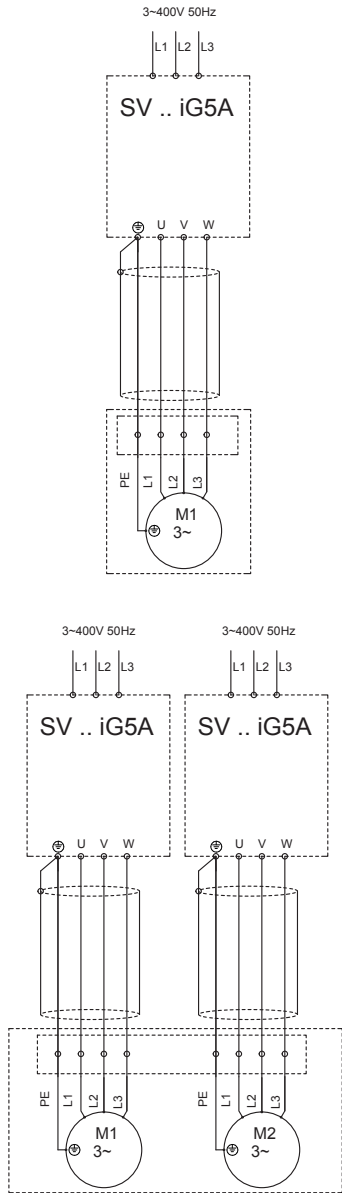 3~400V 50Hz
L1 L2 L3
SV .. iG5A
U V W
PE L1 L2 L3
M1
3~
3~400V 50Hz 3~400V 50Hz
L1 L2 L3 L1 L2 L3
SV .. iG5A SV .. iG5A
U V W U V W
PE L1 L2 L3 PE L1 L2 L3
M1 M2
3~ 3~